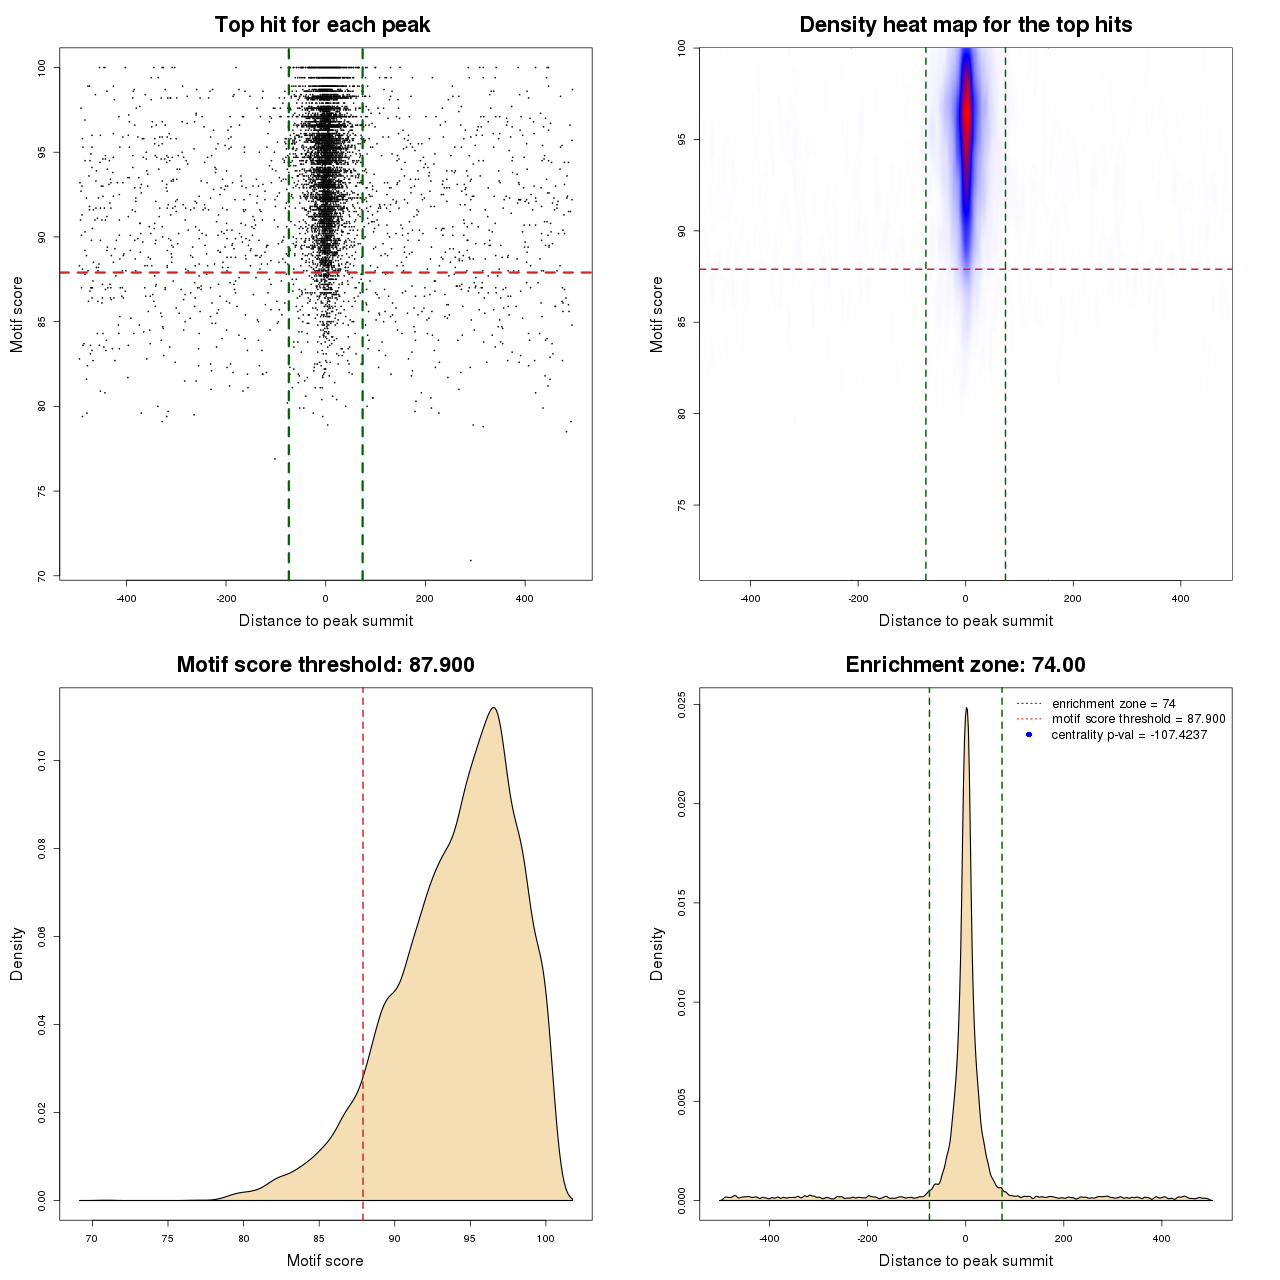 Top hit for each peak
Motif score
100
95
90
85
80
75
70
-400 -200 0 200 400
Distance to peak summit
Density heat map for the top hits
Motif score
100
95
90
85
80
75
-400 -200 0 200 400
Distance to peak summit
Motif score threshold: 87.900
Density
0.10
0.08
0.06
0.04
0.02
0.00
70 75 80 85 90 95 100
Motif score
Enrichment zone: 74.00
enrichment zone = 74
motif score threshold = 87.900
centrality p-val = -107.4237
Density
0.025
0.020
0.015
0.010
0.005
0.000
-400 -200 0 200 400
Distance to peak summit